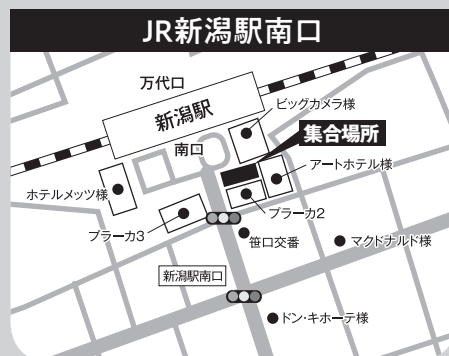 JR新潟駅南口
万代口
新潟駅
ビッグカメラ様
南口
集合場所
アートホテル様
ホテルメッツ様
プラーカ2
プラーカ3
笹口交番
マクドナルド様
新潟駅南口
ドン・キホーテ様